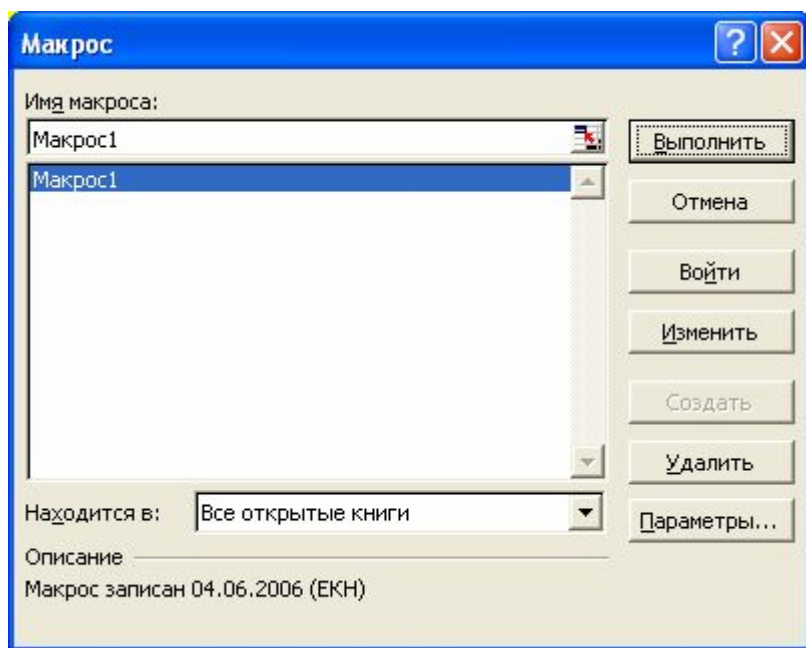 Макрос
Имя макроса:
Макрос1
Макрос1
Выполнить
Отмена
Войти
Изменить
Создать
Удалить
Параметры...
Находится в: Все открытые книги
Описание
Макрос записан 04.06.2006 (ЕКН)